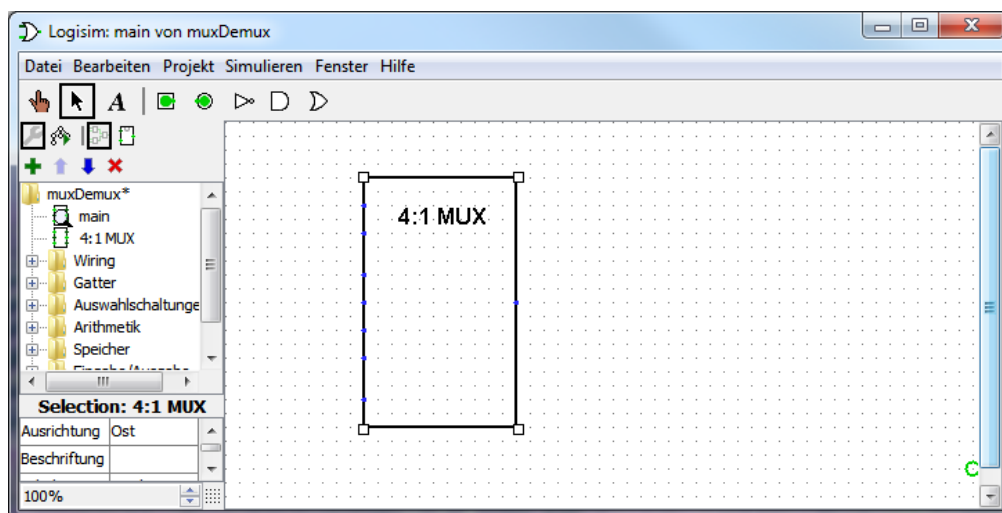 Logisim: main von muxDemux
Datei Bearbeiten Projekt Simulieren Fenster Hilfe
A
muxDemux*
main
4:1 MUX
Wiring
Gatter
Auswahlschaltunge
Arithmetik
Speicher
Selection: 4:1 MUX
Ausrichtung Ost
Beschriftung
100%
4:1 MUX